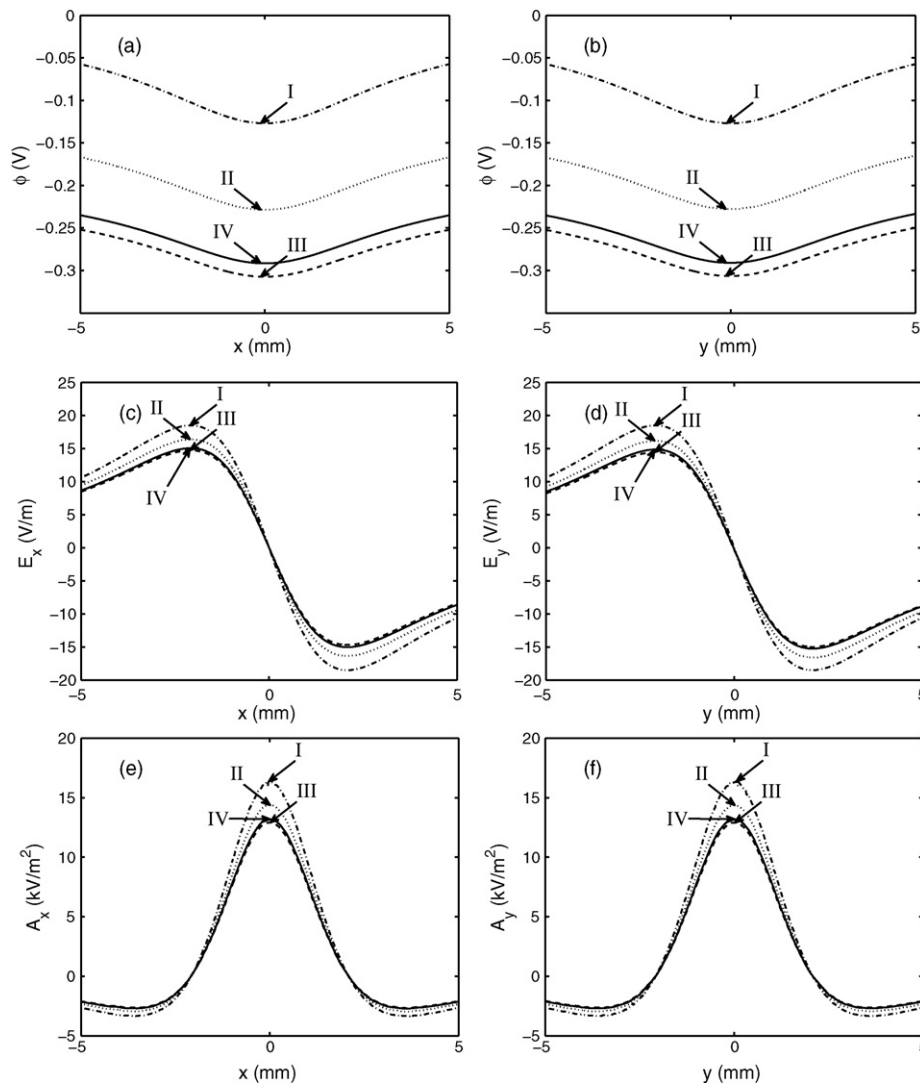 (a)
0
−0.05
−0.1
−0.15
−0.2
−0.25
−0.3
ϕ (V)
I
II
IV
III
−5
0
5
x (mm)
(b)
0
−0.05
−0.1
−0.15
−0.2
−0.25
−0.3
ϕ (V)
I
II
IV
III
−5
0
5
y (mm)
(c)
25
20
15
10
5
0
−5
−10
−15
−20
E_x (V/m)
I
II
III
IV
−5
0
5
x (mm)
(d)
25
20
15
10
5
0
−5
−10
−15
−20
E_y (V/m)
I
II
III
IV
−5
0
5
y (mm)
(e)
20
15
10
5
0
−5
A_x (kV/m²)
I
II
III
IV
−5
0
5
x (mm)
(f)
20
15
10
5
0
−5
A_y (kV/m²)
I
II
III
IV
−5
0
5
y (mm)